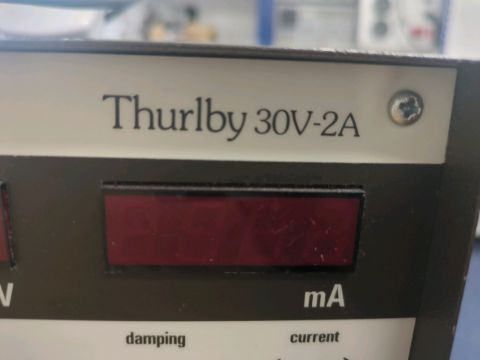 Thurlby 30V-2A
mA
damping current